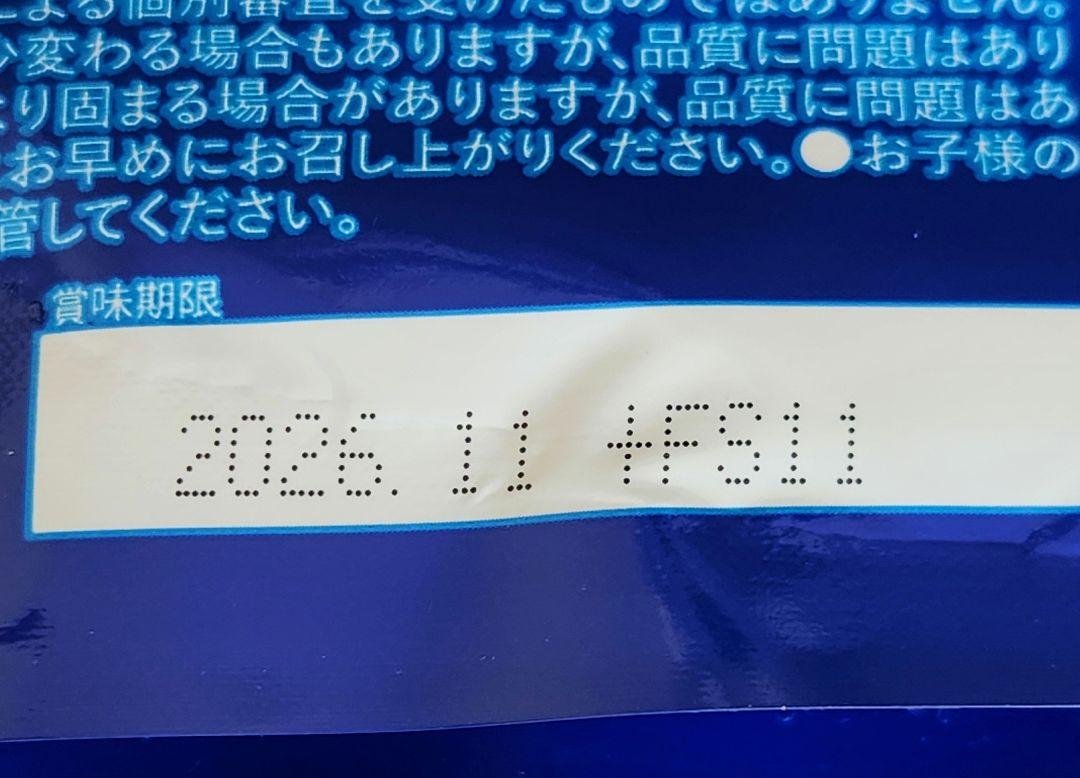 よる個別審査を受けたものではありません。
少変わる場合もありますが、品質に問題はあり
より固まる場合がありますが、品質に問題はあ
お早めにお召し上がりください。●お子様の
管してください。
賞味期限
2026. 11 +FS11